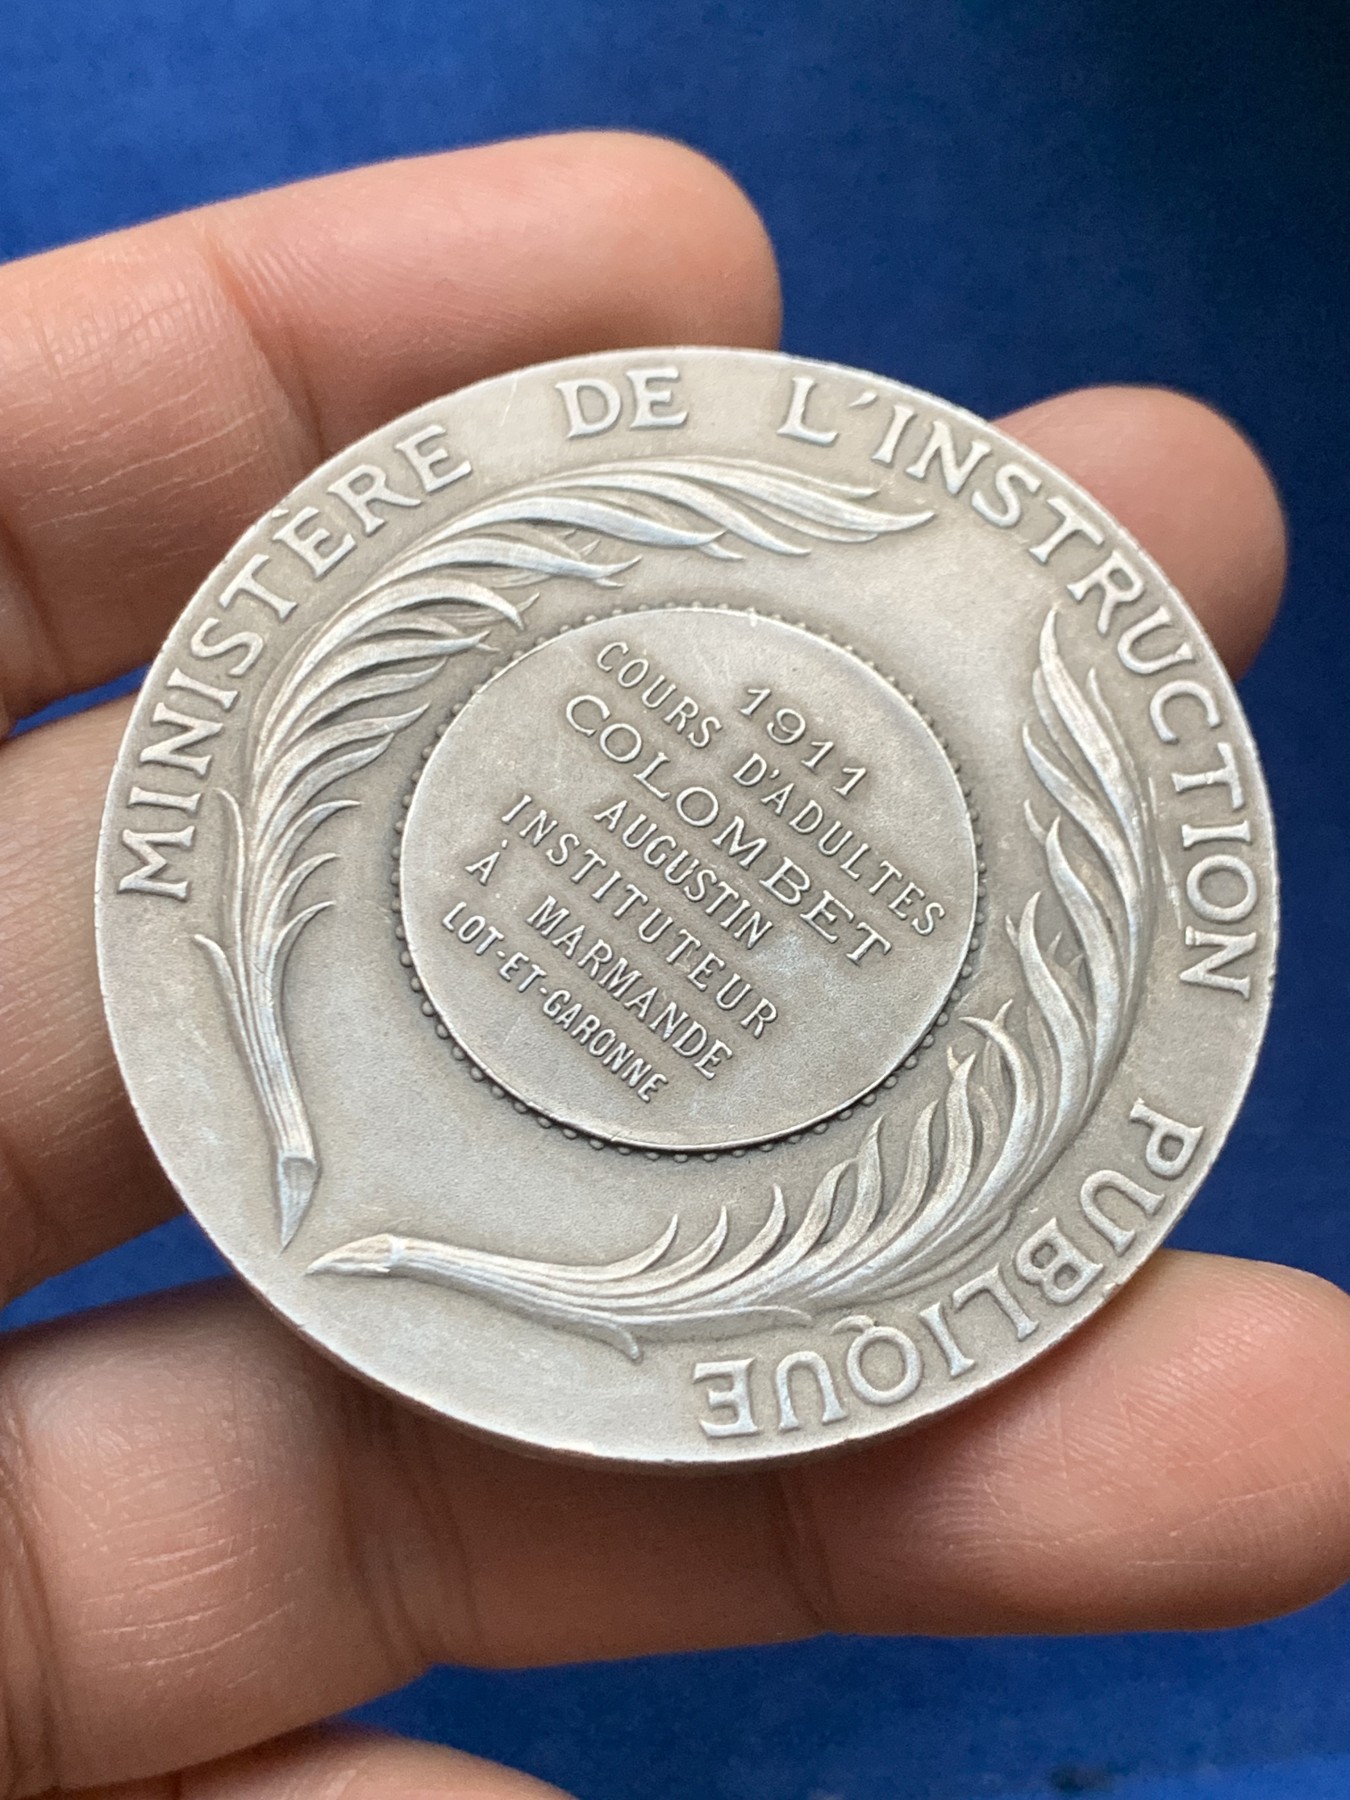 MINISTÈRE DE L'INSTRUCTION PUBLIQUE
1911
COURS D'ADULTES
COLOMBET
AUGUSTIN
INSTITUTEUR
À MARMANDE
LOT-ET-GARONNE